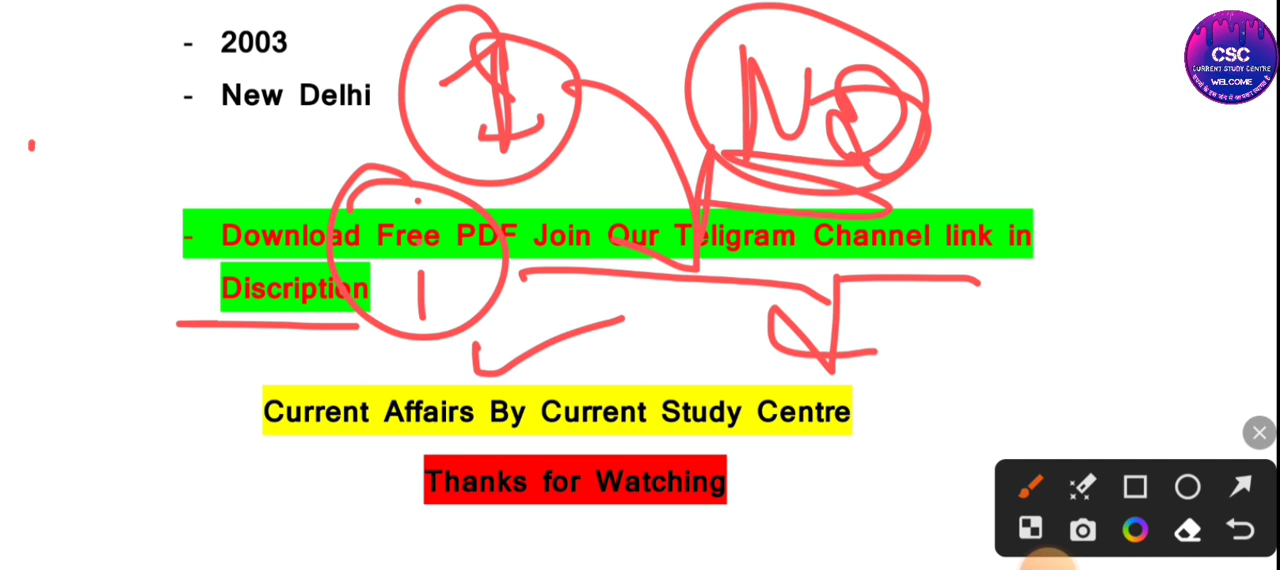 - 2003
- New Delhi
CSC
CURRENT STUDY CENTRE
WELCOME
- Download Free PDF Join Our Teligram Channel link in
Discription
Current Affairs By Current Study Centre
Thanks for Watching